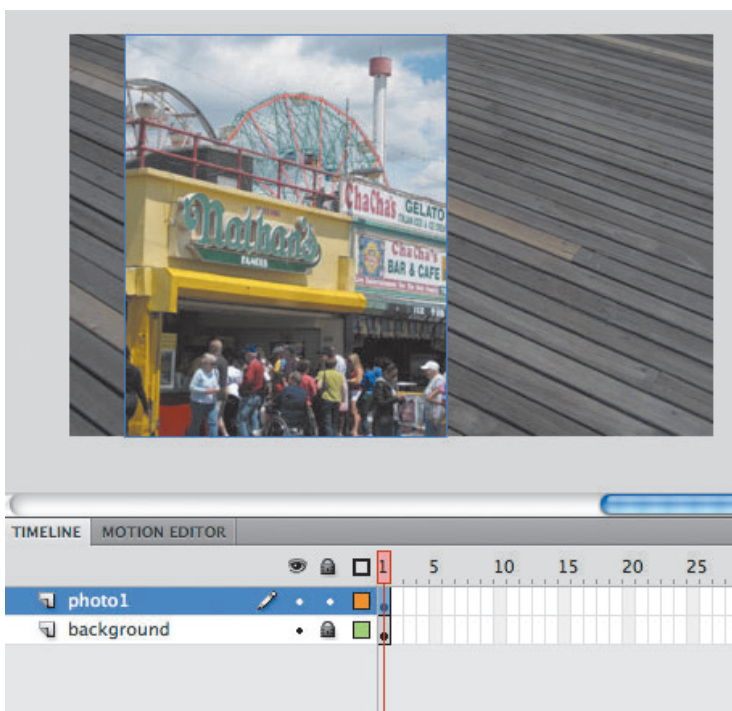 Nathan's
FAMOUS
ChaCha's GELATO
ChaCha's
BAR & CAFE
TIMELINE MOTION EDITOR
1 5 10 15 20 25
photo1
background